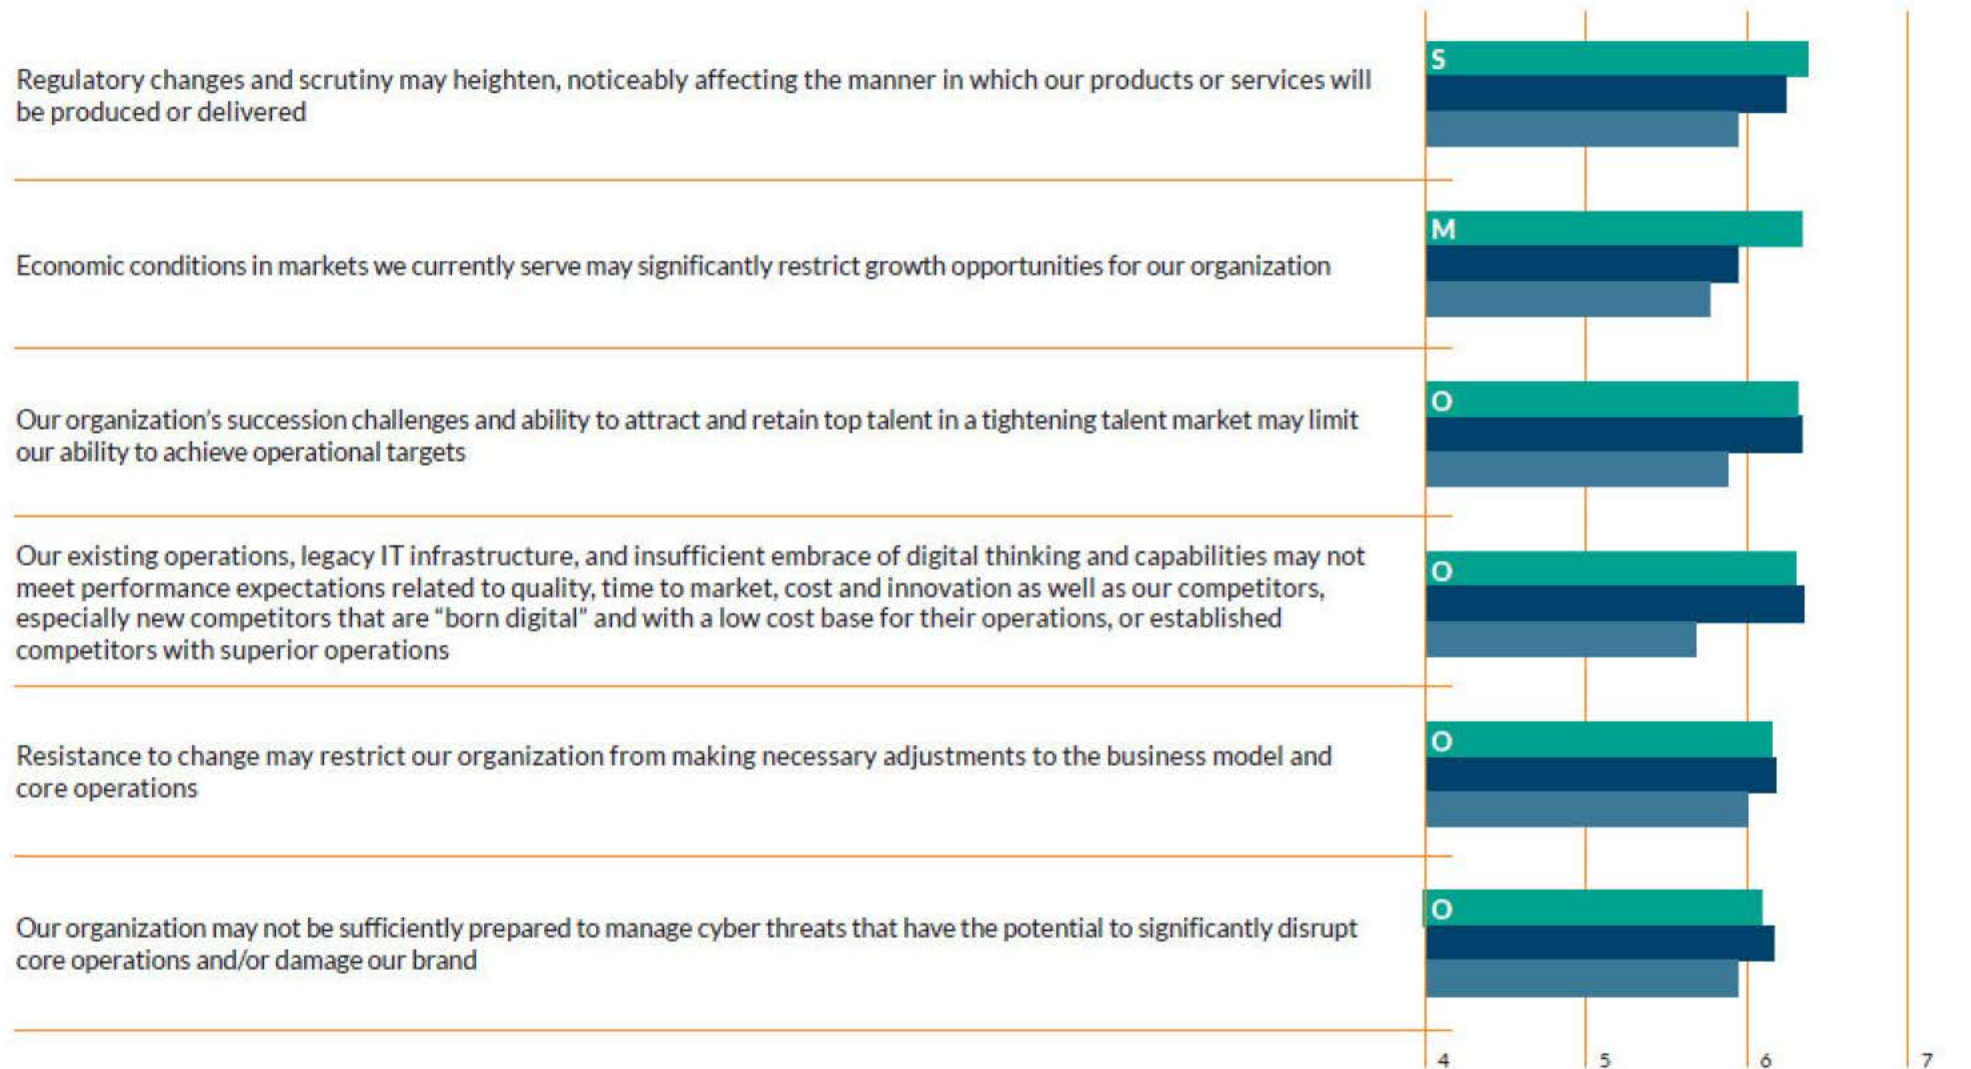 S
Regulatory changes and scrutiny may heighten, noticeably affecting the manner in which our products or services will
be produced or delivered
M
Economic conditions in markets we currently serve may significantly restrict growth opportunities for our organization
O
Our organization’s succession challenges and ability to attract and retain top talent in a tightening talent market may limit
our ability to achieve operational targets
Our existing operations, legacy IT infrastructure, and insufficient embrace of digital thinking and capabilities may not
O
meet performance expectations related to quality, time to market, cost and innovation as well as our competitors,
especially new competitors that are “born digital” and with a low cost base for their operations, or established
competitors with superior operations
O
Resistance to change may restrict our organization from making necessary adjustments to the business model and
core operations
O
Our organization may not be sufficiently prepared to manage cyber threats that have the potential to significantly disrupt
core operations and/or damage our brand
4 5 6 7